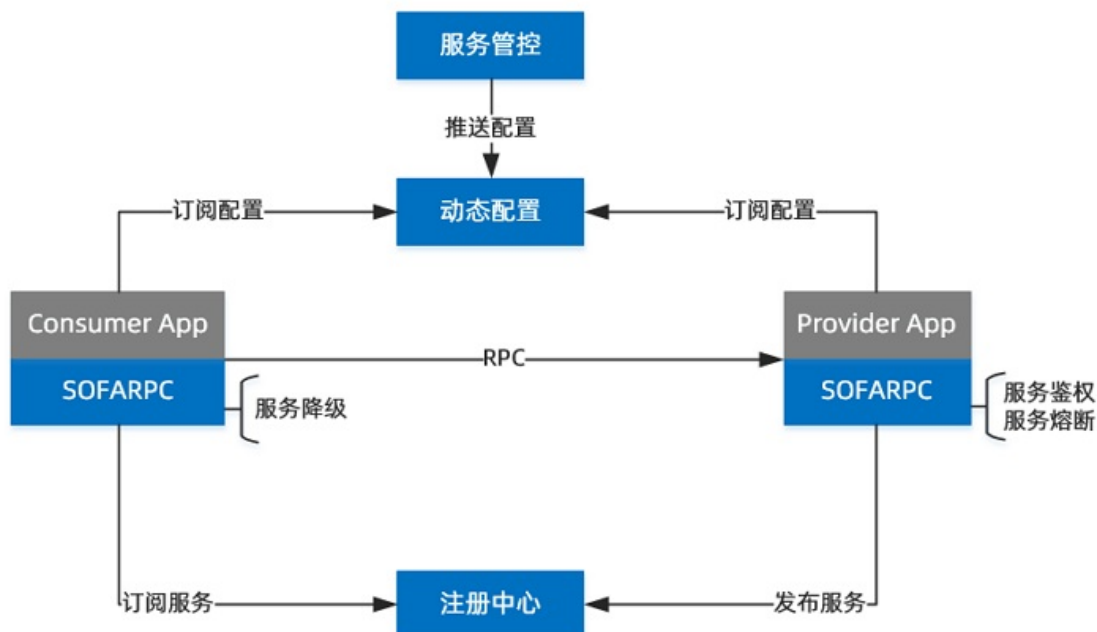 服务管控
推送配置
订阅配置
动态配置
订阅配置
Consumer App
Provider App
RPC
SOFARPC
服务降级
SOFARPC
服务鉴权
服务熔断
订阅服务
注册中心
发布服务